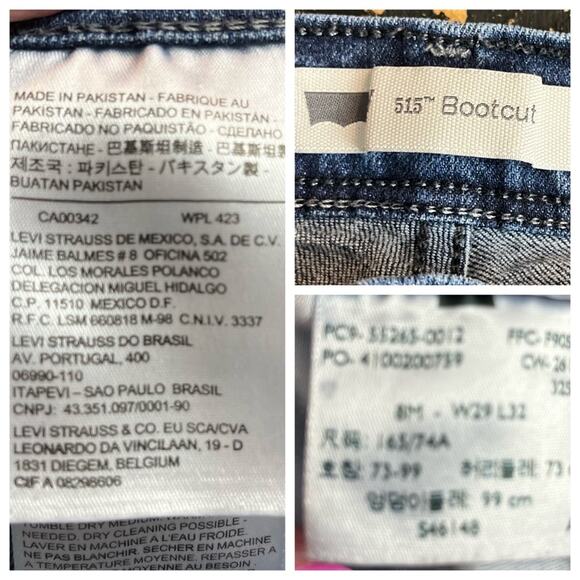 MADE IN PAKISTAN - FABRIQUE AU
PAKISTAN - FABRICADO EN PAKISTÁN -
FABRICADO NO PAQUISTÃO - СДЕЛАНО
ПАКИСТАНЕ - 巴基斯坦制造 - 巴基斯坦
제조국 : 파키스탄 - パキスタン製 -
BUATAN PAKISTAN
CA00342 WPL 423
LEVI STRAUSS DE MEXICO, S.A. DE C.V.
JAIME BALMES # 8 OFICINA 502
COL. LOS MORALES POLANCO
DELEGACION MIGUEL HIDALGO
C.P. 11510 MEXICO D.F.
R.F.C. LSM 660818 M-98 C.N.I.V. 3337
LEVI STRAUSS DO BRASIL
AV. PORTUGAL, 400
06990-110
ITAPEVI – SAO PAULO BRASIL
CNPJ: 43.351.097/0001-90
LEVI STRAUSS & CO. EU SCA/CVA
LEONARDO DA VINCILAAN, 19 - D
1831 DIEGEM, BELGIUM
CIF A 08298606
TUMBLE DRY MEDIUM.
NEEDED. DRY CLEANING POSSIBLE -
LAVER EN MACHINE A L'EAU FROIDE.
NE PAS BLANCHIR. SECHER EN MACHINE
A TEMPERATURE MOYENNE. REPASSER A
A TEMPERATURE MOYENNE AU BESOIN.
515™ Bootcut
PC9- 55265-0012
PO- 4100200759
8M - W29 L32
尺码: 165/74A
호칭: 73-99 허리둘레: 73
엉덩이둘레: 99 cm
S46148